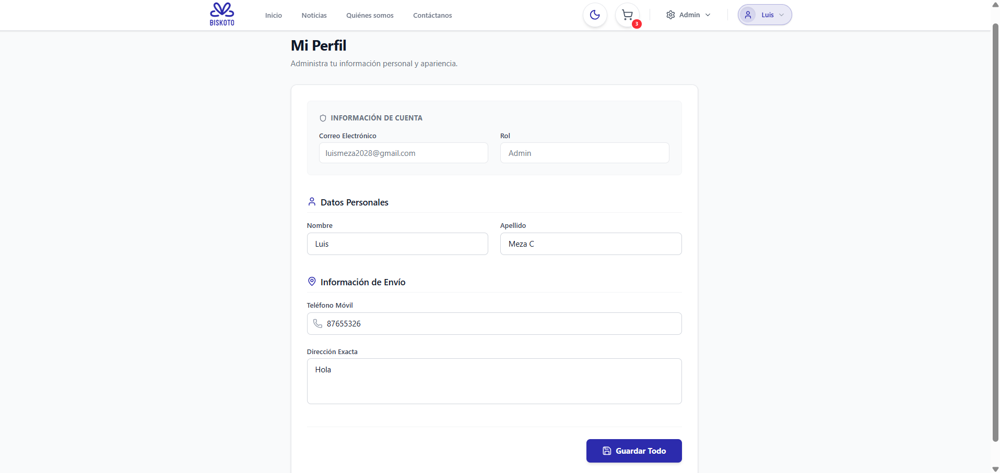 BISKOTO
Inicio Noticias Quiénes somos Contáctanos
3
Admin
Luis
Mi Perfil
Administra tu información personal y apariencia.
INFORMACIÓN DE CUENTA
Correo Electrónico Rol
luismeza2028@gmail.com Admin
Datos Personales
Nombre Apellido
Luis Meza C
Información de Envío
Teléfono Móvil
87655326
Dirección Exacta
Hola
Guardar Todo